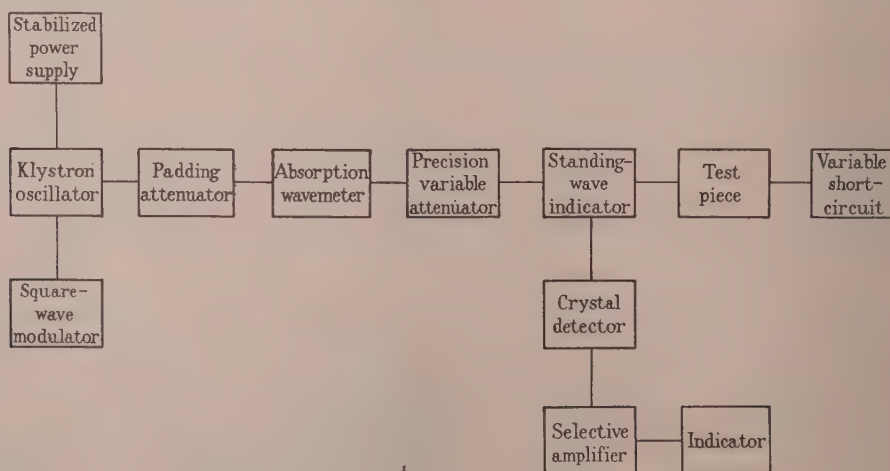 Stabilized
power
supply
Klystron
oscillator
Padding
attenuator
Absorption
wavemeter
Precision
variable
attenuator
Standing-
wave
indicator
Test
piece
Variable
short-
circuit
Square-
wave
modulator
Crystal
detector
Selective
amplifier
Indicator